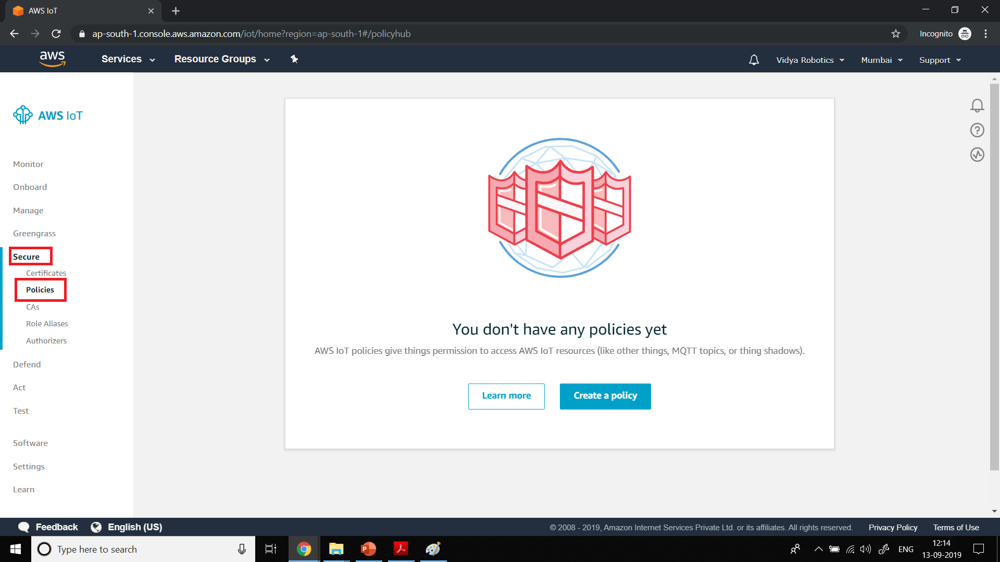 AWS IoT
ap-south-1.console.aws.amazon.com/iot/home?region=ap-south-1#/policyhub
Incognito
aws
Services
Resource Groups
Vidya Robotics
Mumbai
Support
AWS IoT
Monitor
Onboard
Manage
Greengrass
Secure
Certificates
Policies
CAs
Role Aliases
Authorizers
Defend
Act
Test
Software
Settings
Learn
You don't have any policies yet
AWS IoT policies give things permission to access AWS IoT resources (like other things, MQTT topics, or thing shadows).
Learn more
Create a policy
Feedback
English (US)
© 2008 - 2019, Amazon Internet Services Private Ltd. or its affiliates. All rights reserved.
Privacy Policy
Terms of Use
Type here to search
ENG
12:14
13-09-2019